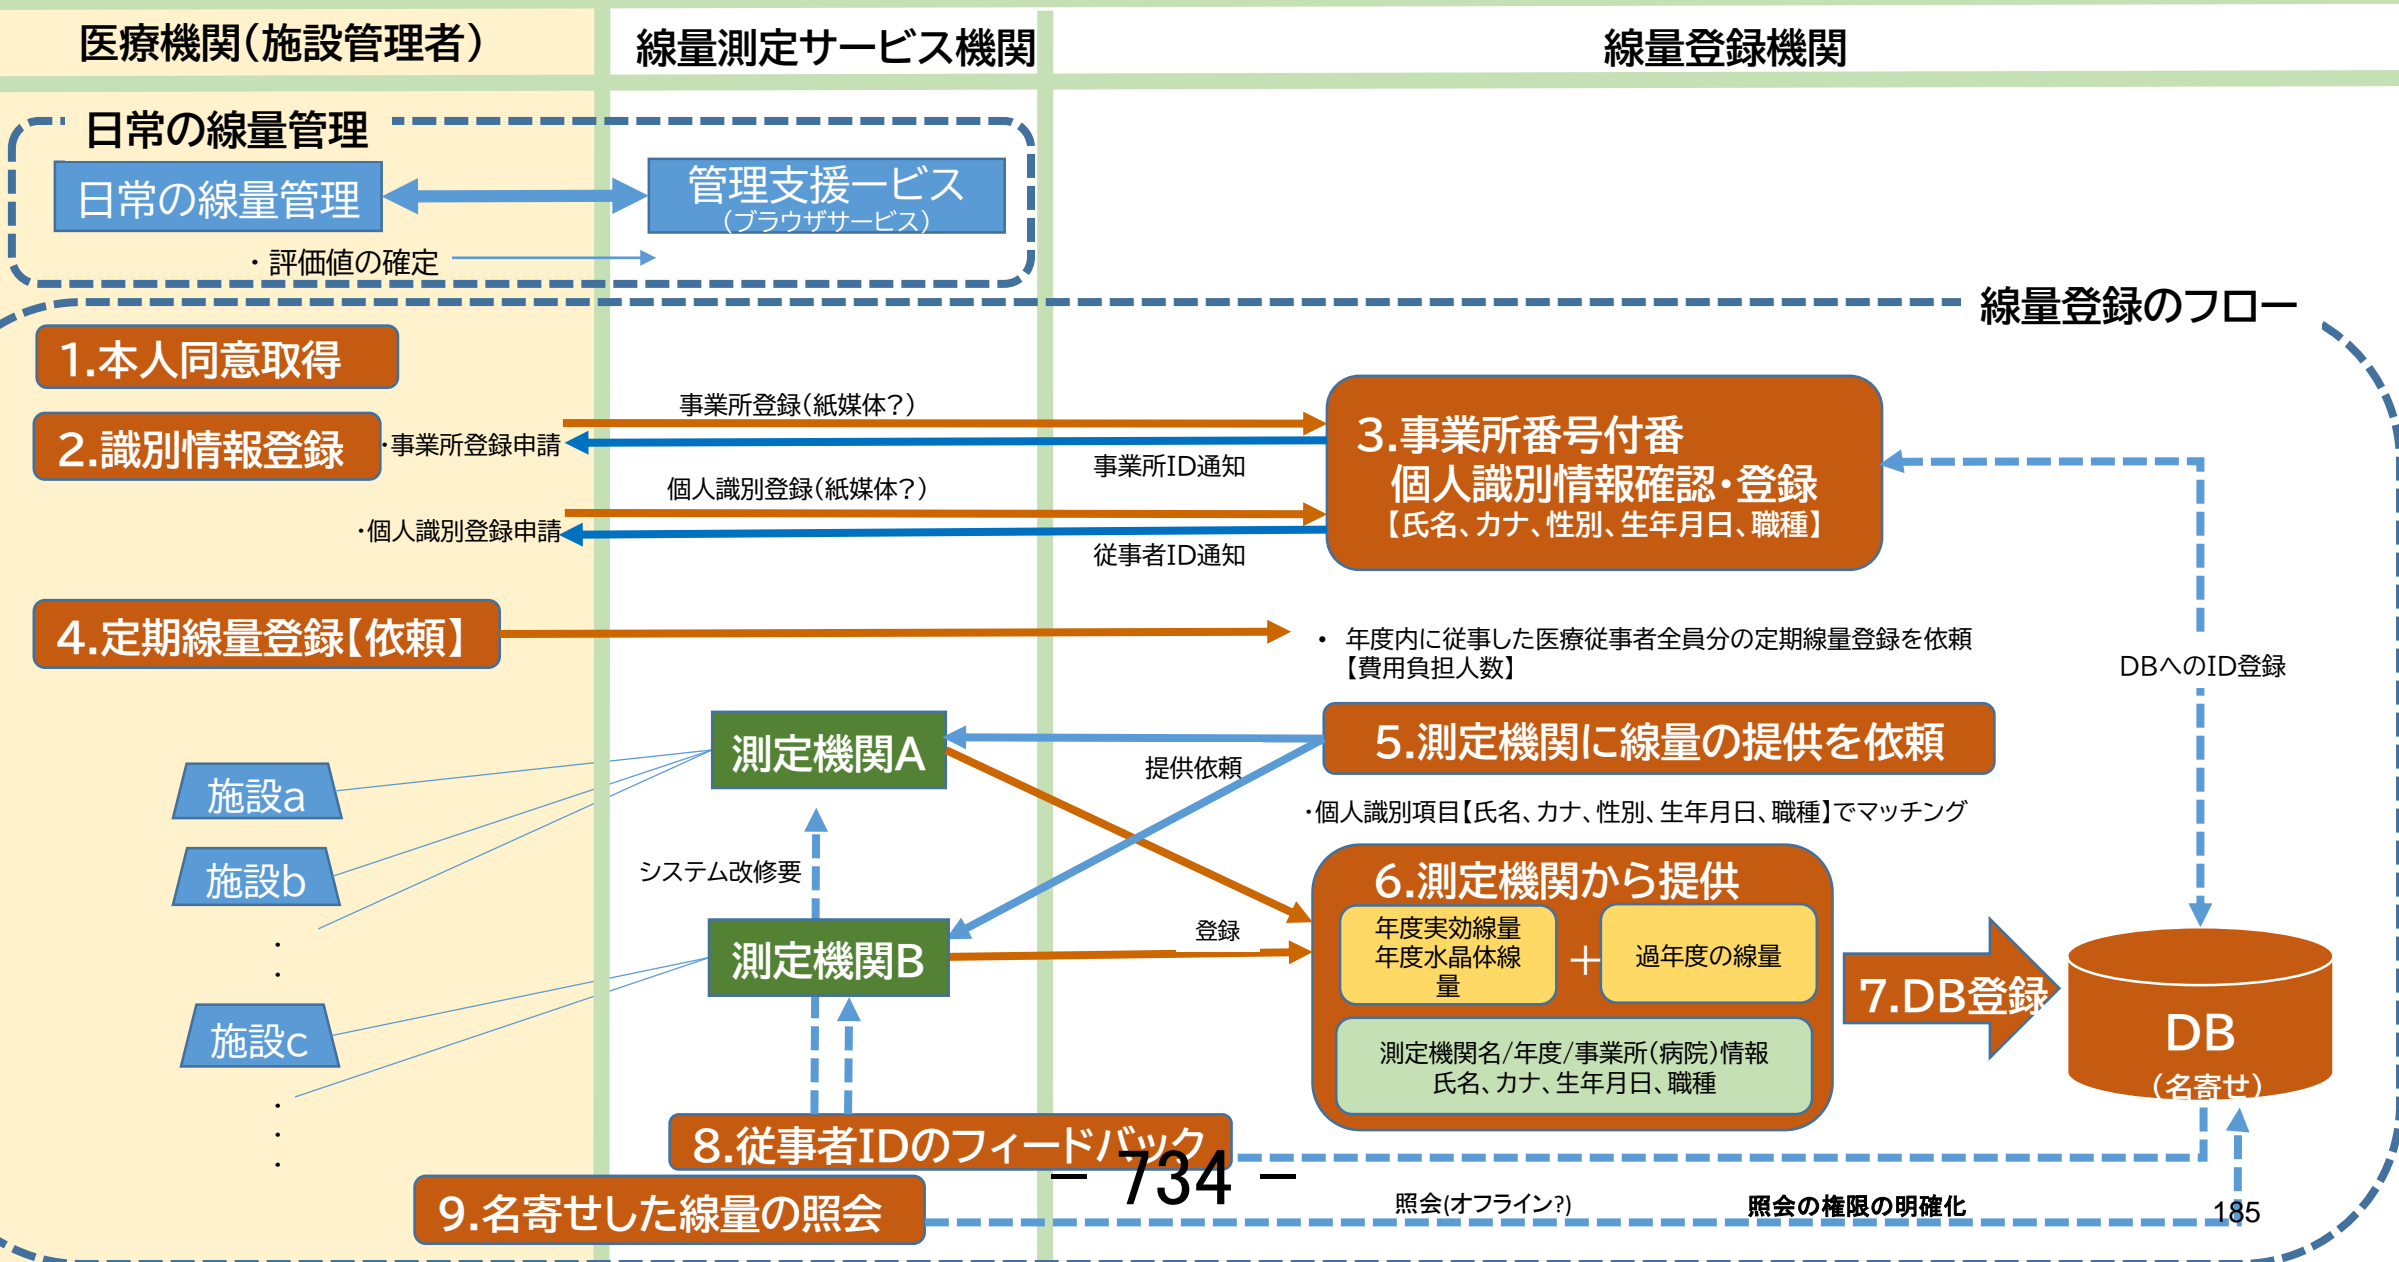 医療機関(施設管理者)
線量測定サービス機関
線量登録機関
日常の線量管理
日常の線量管理
管理支援ービス
(ブラウザサービス)
・評価値の確定
線量登録のフロー
1.本人同意取得
2.識別情報登録
・事業所登録申請
事業所登録(紙媒体?)
事業所ID通知
・個人識別登録申請
個人識別登録(紙媒体?)
従事者ID通知
3.事業所番号付番
個人識別情報確認・登録
【氏名、カナ、性別、生年月日、職種】
4.定期線量登録【依頼】
・ 年度内に従事した医療従事者全員分の定期線量登録を依頼
【費用負担人数】
DBへのID登録
測定機関A
5.測定機関に線量の提供を依頼
提供依頼
施設a
・個人識別項目【氏名、カナ、性別、生年月日、職種】でマッチング
施設b
システム改修要
6.測定機関から提供
年度実効線量
年度水晶体線
量
+
過年度の線量
・
・
測定機関B
登録
7.DB登録
施設c
測定機関名/年度/事業所(病院)情報
氏名、カナ、生年月日、職種
DB
(名寄せ)
・
・
・
8.従事者IDのフィードバック
− 734 −
9.名寄せした線量の照会
照会(オフライン?)
照会の権限の明確化
185